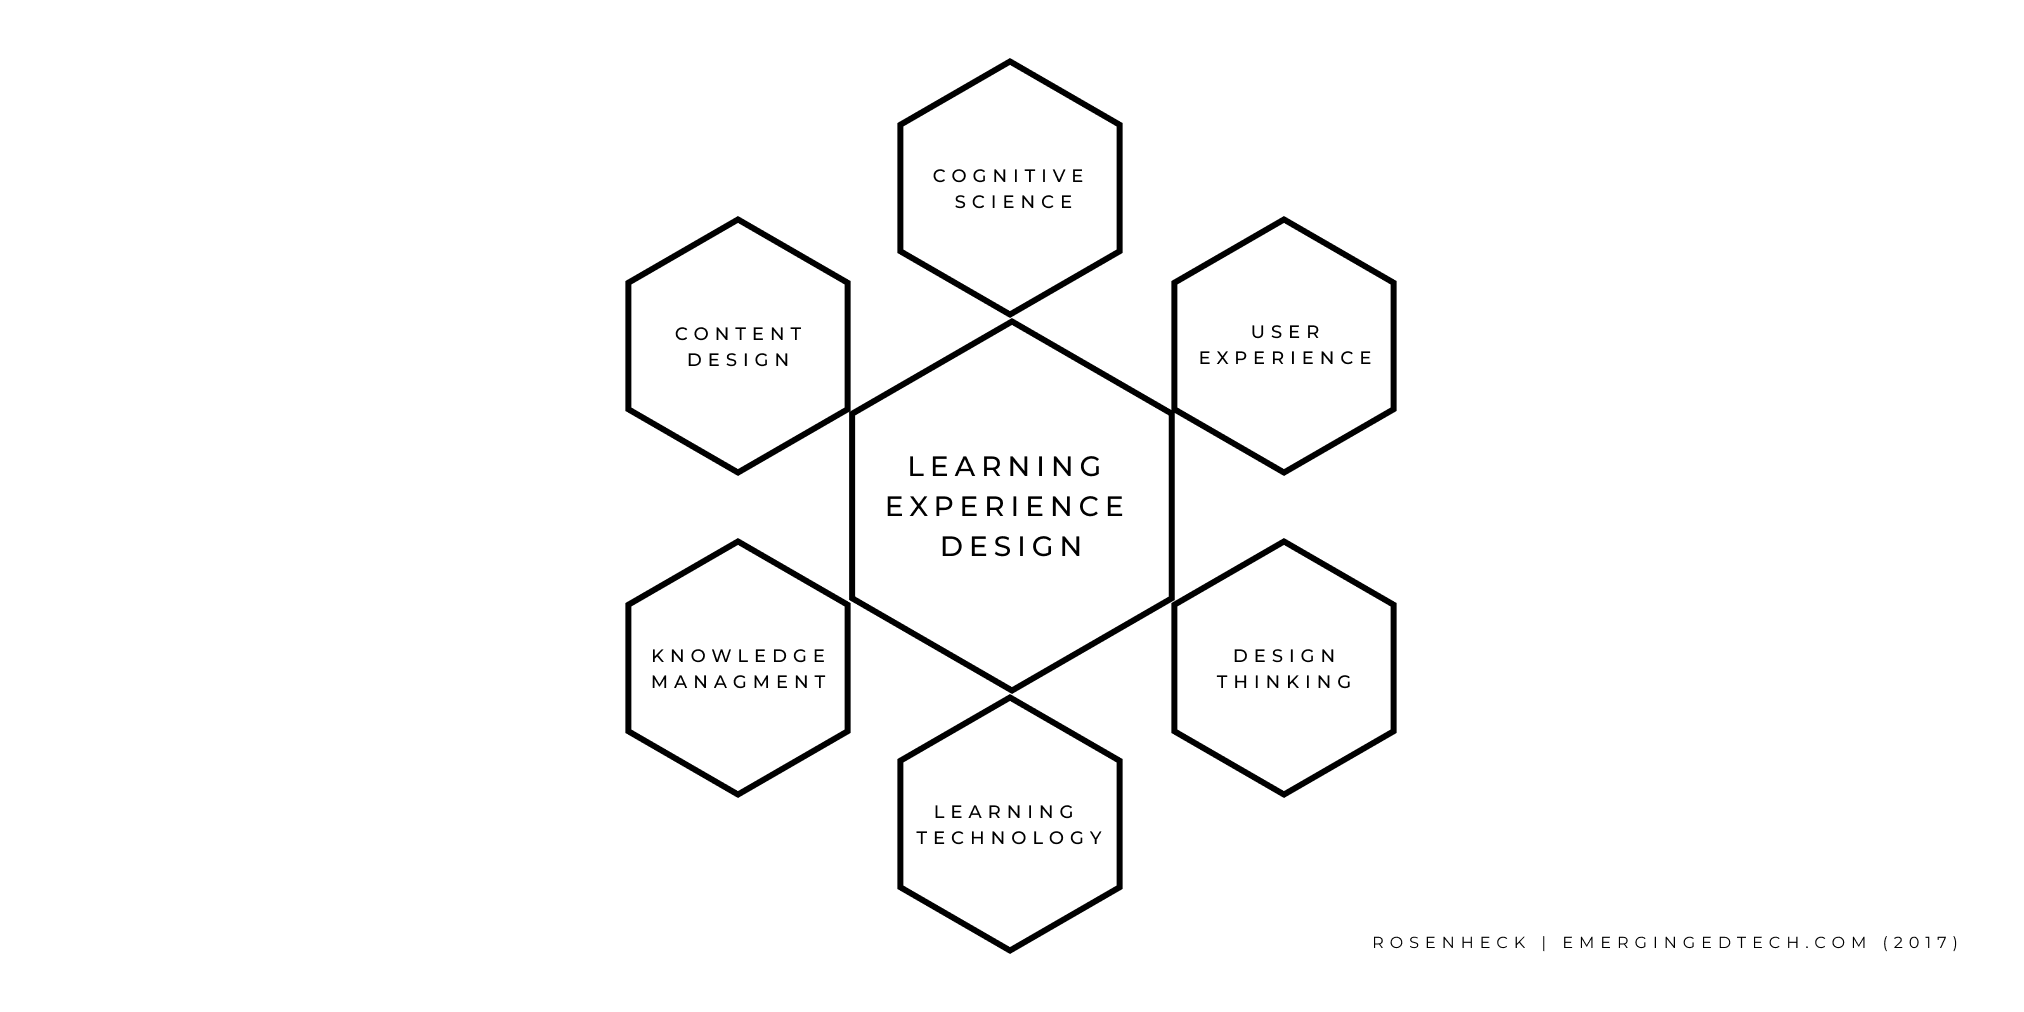 COGNITIVE
SCIENCE
CONTENT
DESIGN
USER
EXPERIENCE
LEARNING
EXPERIENCE
DESIGN
KNOWLEDGE
MANAGMENT
DESIGN
THINKING
LEARNING
TECHNOLOGY
ROSENHECK | EMERGINGEDTECH.COM (2017)